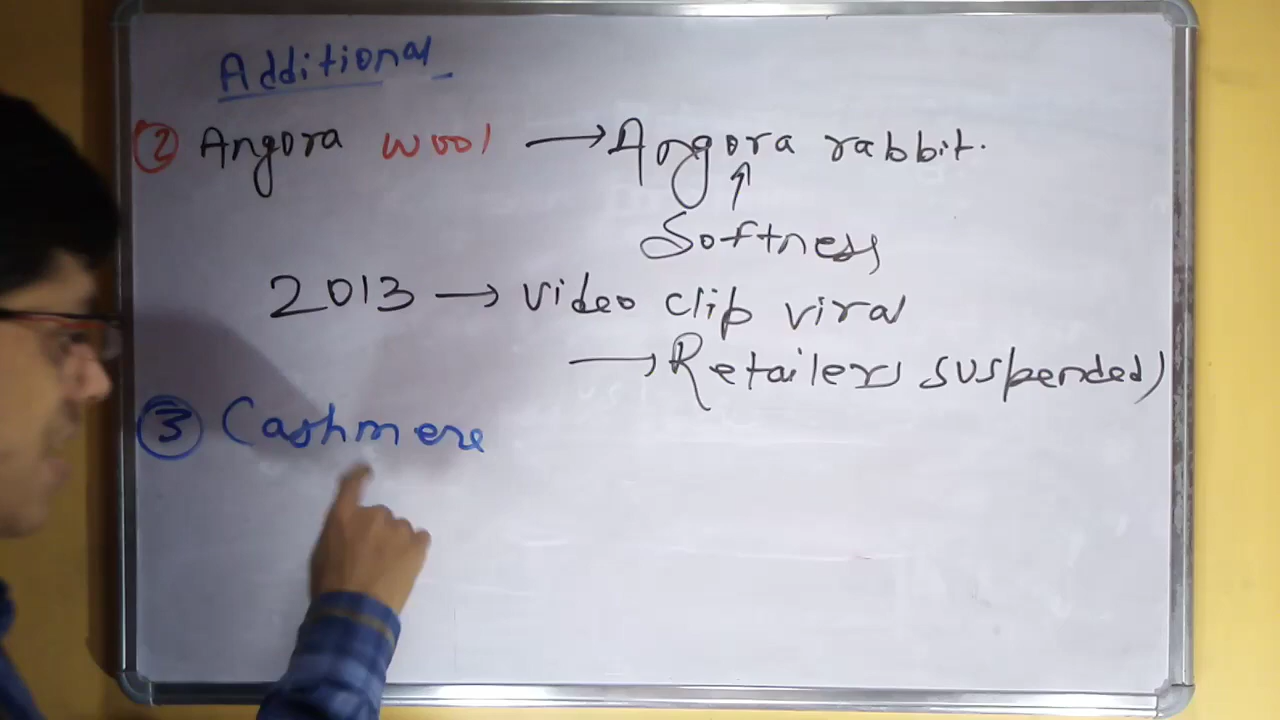 Additional
② Angora wool → Angora rabbit.
↑
Softness
2013 → video clip viral
→ Retailers suspended)
③ Cashmere